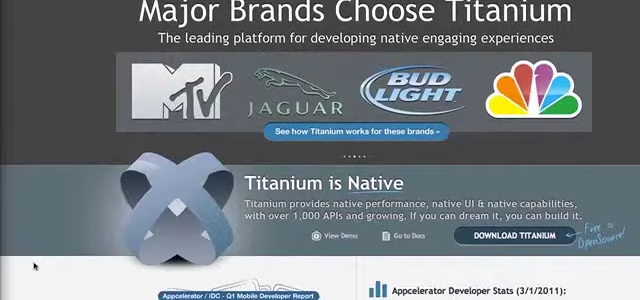 Major Brands Choose Titanium
The leading platform for developing native engaging experiences
MTV
JAGUAR
BUD
LIGHT
See how Titanium works for these brands
Titanium is Native
Titanium provides native performance, native UI & native capabilities,
with over 1,000 APIs and growing. If you can dream it, you can build it.
View Demo
Go to Docs
DOWNLOAD TITANIUM
Free &
OpenSource!
Appcelerator / IDC - Q1 Mobile Developer Report
Appcelerator Developer Stats (3/1/2011):